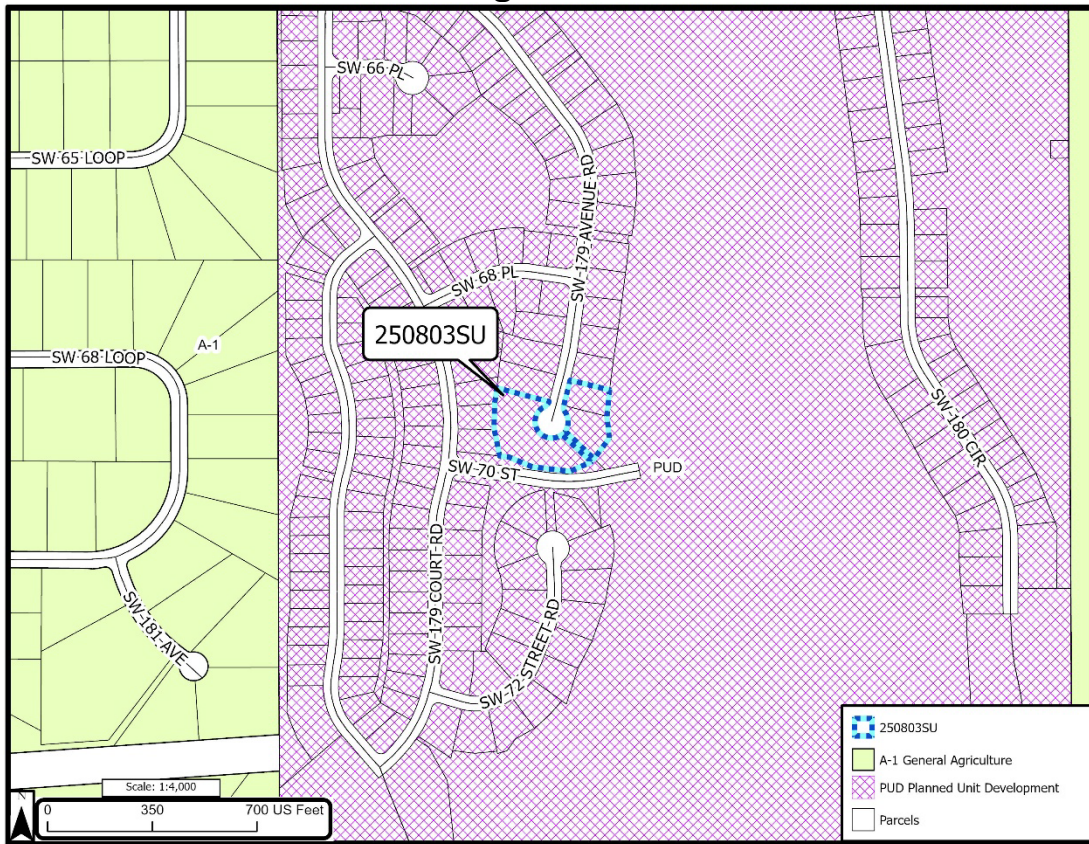 SW 66 PL
SW 65 LOOP
SW 179 AVENUE RD
SW 68 PL
250803SU
A-1
SW 68 LOOP
SW 180 CIR
SW 70 ST
PUD
SW 179 COURT RD
SW 181 AVE
SW 72 STREET RD
250803SU
A-1 General Agriculture
PUD Planned Unit Development
Parcels
Scale: 1:4,000
0 350 700 US Feet